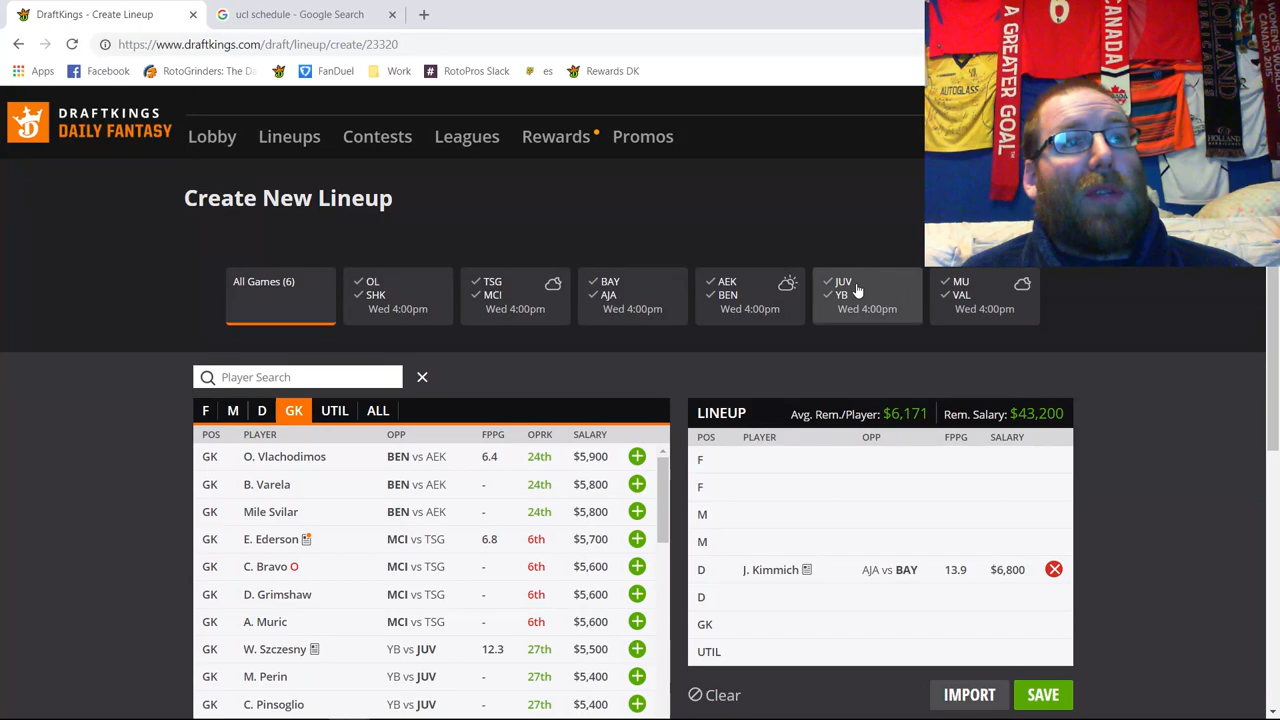 DraftKings - Create Lineup
ucl schedule - Google Search
https://www.draftkings.com/draft/lineup/create/23320
Apps
Facebook
RotoGrinders: The Da
FanDuel
Work
RotoPros Slack
es
Rewards DK
DRAFTKINGS
DAILY FANTASY
Lobby
Leagues
Lineups
Contests
Rewards
Promos
Create New Lineup
All Games (6)
OL
SHK
Wed 4:00pm
TSG
MCI
Wed 4:00pm
BAY
AJA
Wed 4:00pm
AEK
BEN
Wed 4:00pm
JUV
YB
Wed 4:00pm
MU
VAL
Wed 4:00pm
Player Search
F M D GK UTIL ALL
POS PLAYER OPP FPPG OPRK SALARY
GK O. Vlachodimos BEN vs AEK 6.4 24th $5,900
GK B. Varela BEN vs AEK - 24th $5,800
GK Mile Svilar BEN vs AEK - 24th $5,800
GK E. Ederson MCI vs TSG 6.8 6th $5,700
GK C. Bravo O MCI vs TSG - 6th $5,600
GK D. Grimshaw MCI vs TSG - 6th $5,600
GK A. Muric MCI vs TSG - 6th $5,600
GK W. Szczesny YB vs JUV 12.3 27th $5,500
GK M. Perin YB vs JUV - 27th $5,400
GK C. Pinsoglio YB vs JUV - 27th $5,400
LINEUP Avg. Rem./Player: $6,171 Rem. Salary: $43,200
POS PLAYER OPP FPPG SALARY
F
F
M
M
D J. Kimmich AJA vs BAY 13.9 $6,800
D
GK
UTIL
Clear
IMPORT
SAVE
A GREATER GOAL
CANADA
6
AUTOGLASS
HOLLAND
WOMEN'S WORLD
CANADA 2015